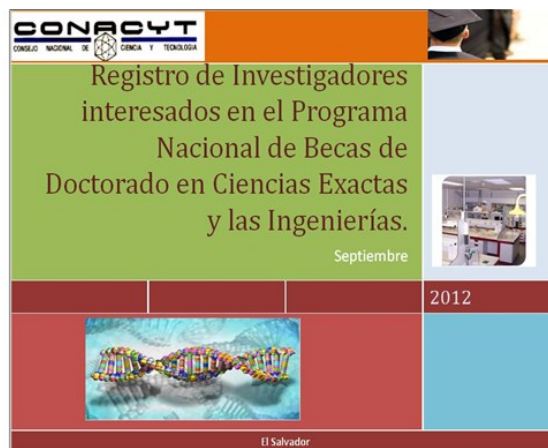 CONACYT
CONSEJO NACIONAL DE CIENCIA Y TECNOLOGIA
Registro de Investigadores
interesados en el Programa
Nacional de Becas de
Doctorado en Ciencias Exactas
y las Ingenierías.
Septiembre
2012
El Salvador